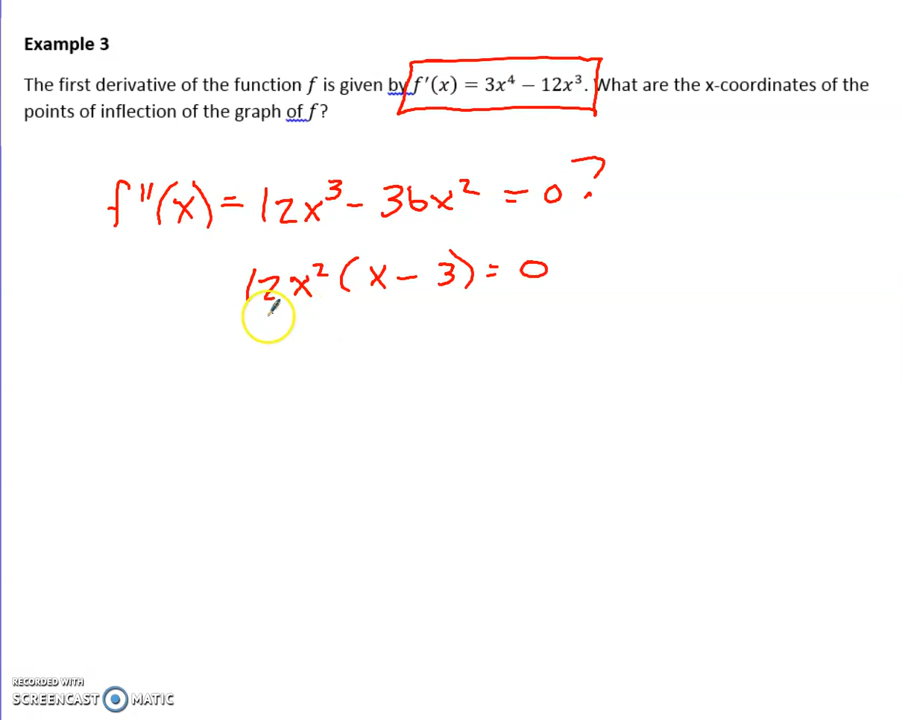 Example 3
The first derivative of the function f is given by f′(x) = 3x⁴ − 12x³. What are the x-coordinates of the
points of inflection of the graph of f ?
f''(x) = 12x³ - 36x² = 0 ?
12x² (x - 3) = 0
RECORDED WITH
SCREENCAST MATIC